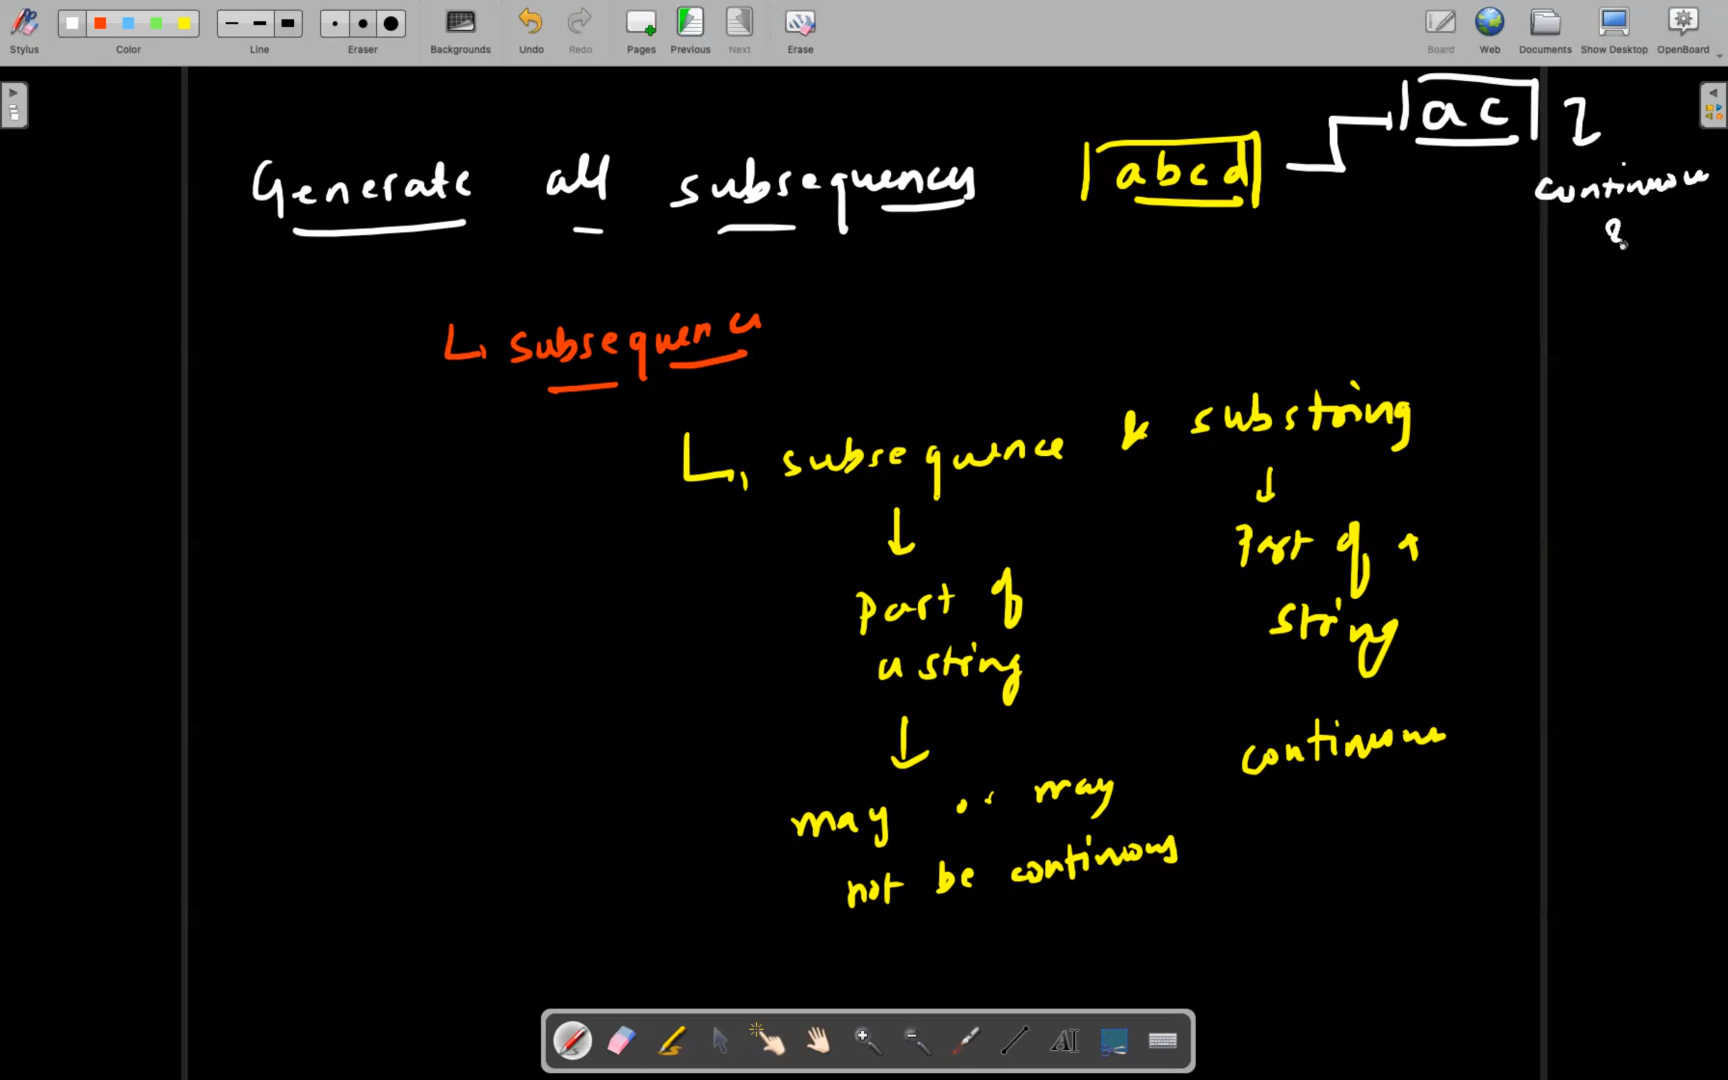 Stylus
Color
Line
Eraser
Backgrounds
Undo
Redo
Pages
Previous
Next
Erase
Board
Web
Documents
Show Desktop
OpenBoard
Generate all subsequency
abcd
ac
continuous
?
subsequence
subsequence & substring
Part of
a string
may or may
not be continuous
Part of a
string
continuous
AI